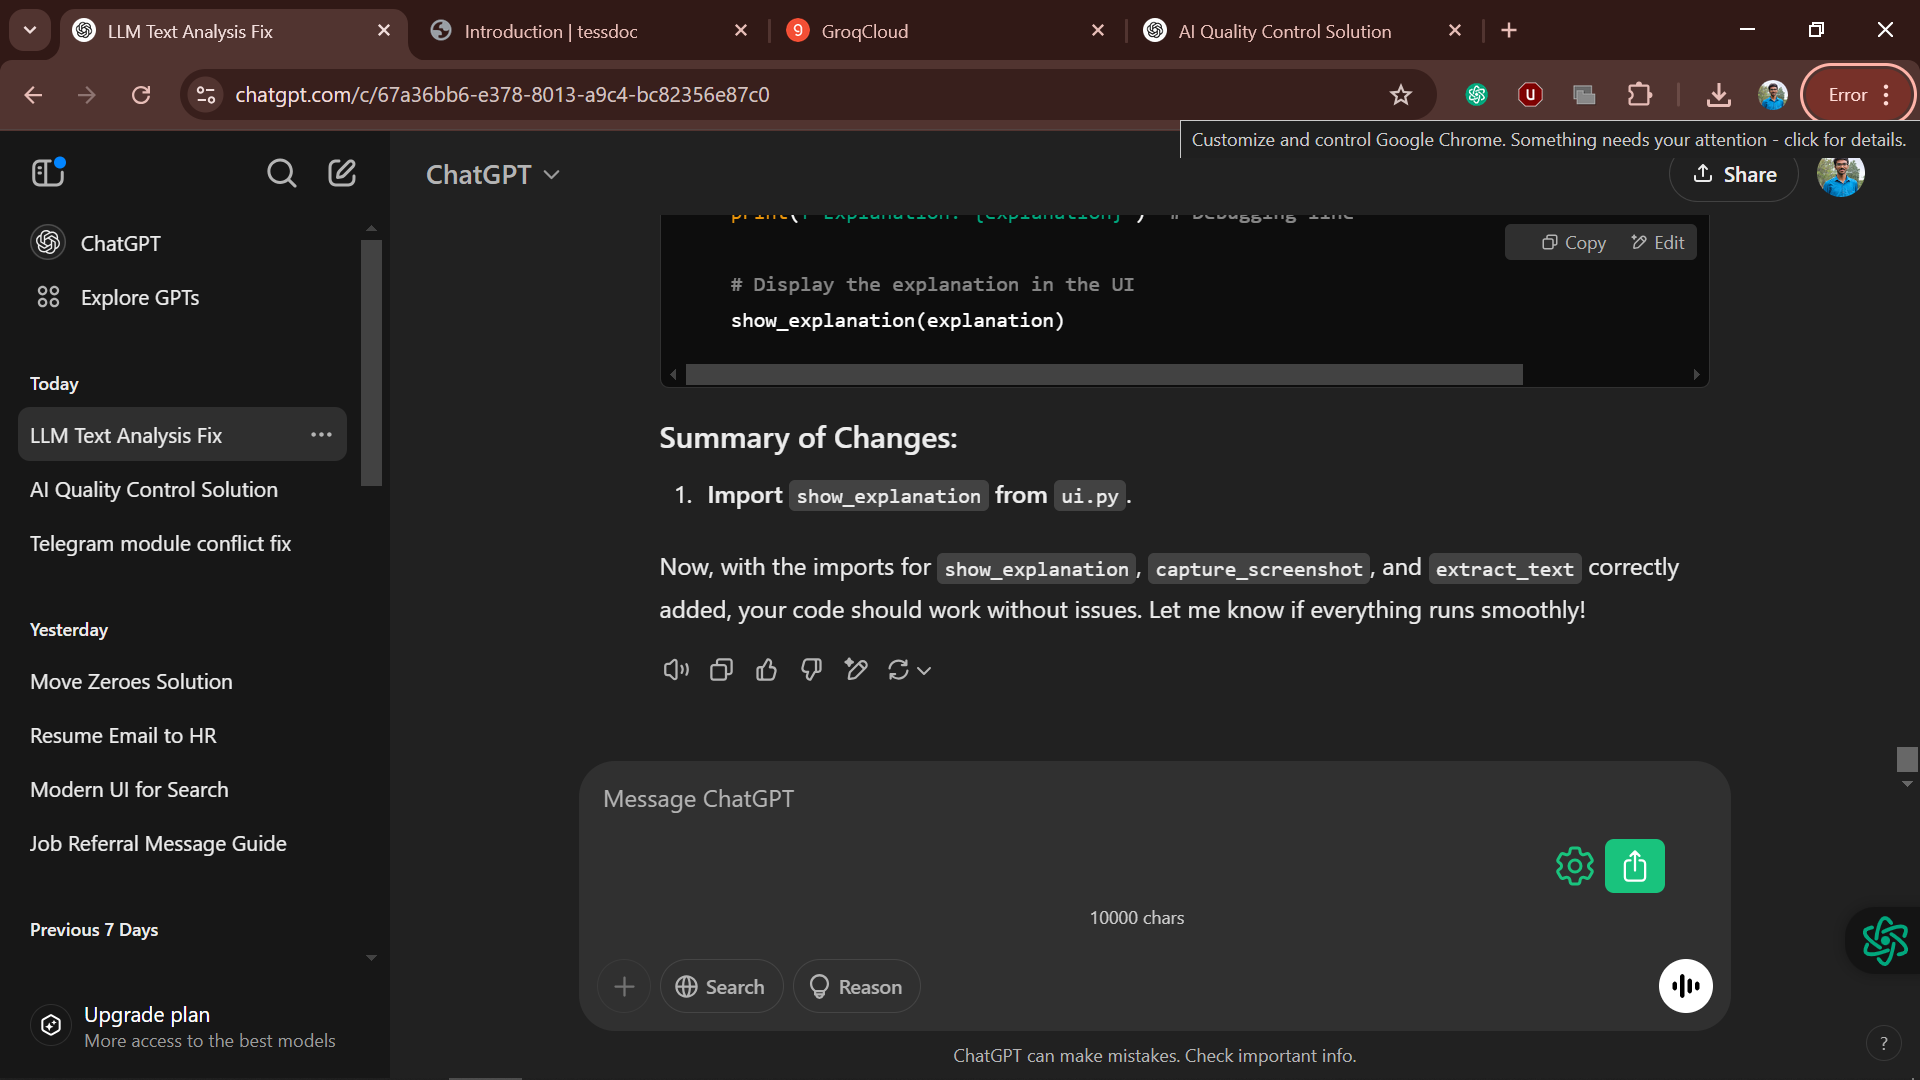 LLM Text Analysis Fix
Introduction | tessdoc
9 GroqCloud
AI Quality Control Solution
chatgpt.com/c/67a36bb6-e378-8013-a9c4-bc82356e87c0
Error
Customize and control Google Chrome. Something needs your attention - click for details.
ChatGPT
Share
ChatGPT
Explore GPTs
Today
LLM Text Analysis Fix
AI Quality Control Solution
Telegram module conflict fix
Yesterday
Move Zeroes Solution
Resume Email to HR
Modern UI for Search
Job Referral Message Guide
Previous 7 Days
Upgrade plan
More access to the best models
print(f"Explanation: {explanation}")  # Debugging line
Copy Edit
# Display the explanation in the UI
show_explanation(explanation)
Summary of Changes:
1. Import show_explanation from ui.py.
Now, with the imports for show_explanation, capture_screenshot, and extract_text correctly
added, your code should work without issues. Let me know if everything runs smoothly!
Message ChatGPT
10000 chars
Search
Reason
ChatGPT can make mistakes. Check important info.
?